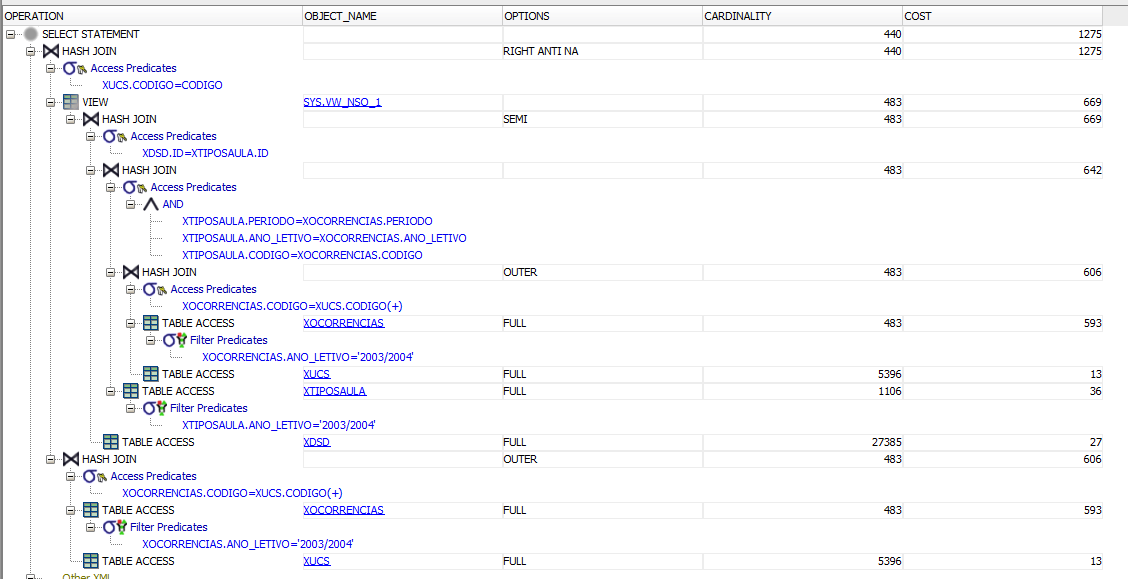 OPERATION OBJECT_NAME OPTIONS CARDINALITY COST
SELECT STATEMENT 440 1275
HASH JOIN RIGHT ANTI NA 440 1275
Access Predicates
XUCS.CODIGO=CODIGO
VIEW SYS.VW_NSO_1 483 669
HASH JOIN SEMI 483 669
Access Predicates
XDSD.ID=XTIPOSAULA.ID
HASH JOIN 483 642
Access Predicates
AND
XTIPOSAULA.PERIODO=XOCORRENCIAS.PERIODO
XTIPOSAULA.ANO_LETIVO=XOCORRENCIAS.ANO_LETIVO
XTIPOSAULA.CODIGO=XOCORRENCIAS.CODIGO
HASH JOIN OUTER 483 606
Access Predicates
XOCORRENCIAS.CODIGO=XUCS.CODIGO(+)
TABLE ACCESS XOCORRENCIAS FULL 483 593
Filter Predicates
XOCORRENCIAS.ANO_LETIVO='2003/2004'
TABLE ACCESS XUCS FULL 5396 13
TABLE ACCESS XTIPOSAULA FULL 1106 36
Filter Predicates
XTIPOSAULA.ANO_LETIVO='2003/2004'
TABLE ACCESS XDSD FULL 27385 27
HASH JOIN OUTER 483 606
Access Predicates
XOCORRENCIAS.CODIGO=XUCS.CODIGO(+)
TABLE ACCESS XOCORRENCIAS FULL 483 593
Filter Predicates
XOCORRENCIAS.ANO_LETIVO='2003/2004'
TABLE ACCESS XUCS FULL 5396 13
Other XML